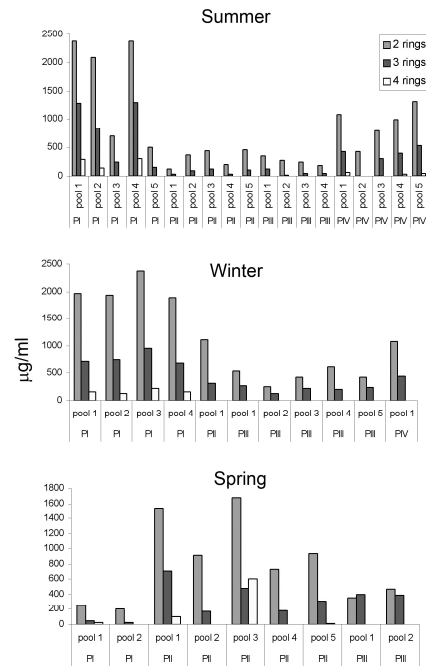 Summer
2500
2000
1500
1000
500
0
2 rings
3 rings
4 rings
pool 1 pool 2 pool 3 pool 4 pool 5 pool 1 pool 2 pool 3 pool 4 pool 5 pool 1 pool 2 pool 3 pool 4 pool 1 pool 2 pool 3 pool 4 pool 5
PI PI PI PI PI PII PII PII PII PII PIII PIII PIII PIII PIV PIV PIV PIV PIV
Winter
µg/ml
2500
2000
1500
1000
500
0
pool 1 pool 2 pool 3 pool 4 pool 1 pool 1 pool 2 pool 3 pool 4 pool 5 pool 1
PI PI PI PI PII PIII PIII PIII PIII PIII PIV
Spring
1800
1600
1400
1200
1000
800
600
400
200
0
pool 1 pool 2 pool 1 pool 2 pool 3 pool 4 pool 5 pool 1 pool 2
PI PI PII PII PII PII PII PIII PIII